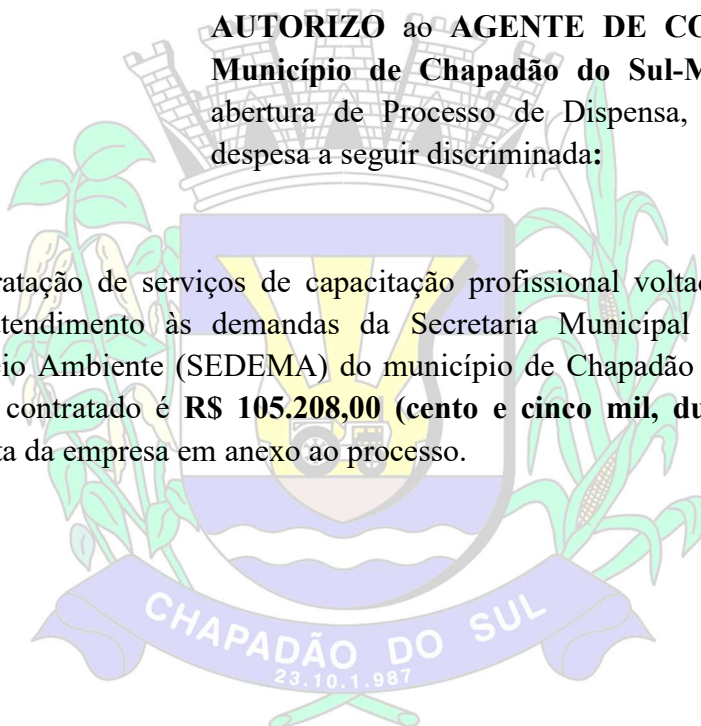 AUTORIZO ao AGENTE DE CO
Município de Chapadão do Sul-M
abertura de Processo de Dispensa,
despesa a seguir discriminada:
ratação de serviços de capacitação profissional volta
tendimento às demandas da Secretaria Municipal
io Ambiente (SEDEMA) do município de Chapadão
contratado é R$ 105.208,00 (cento e cinco mil, du
ta da empresa em anexo ao processo.
CHAPADÃO DO SUL
23.10.1.987